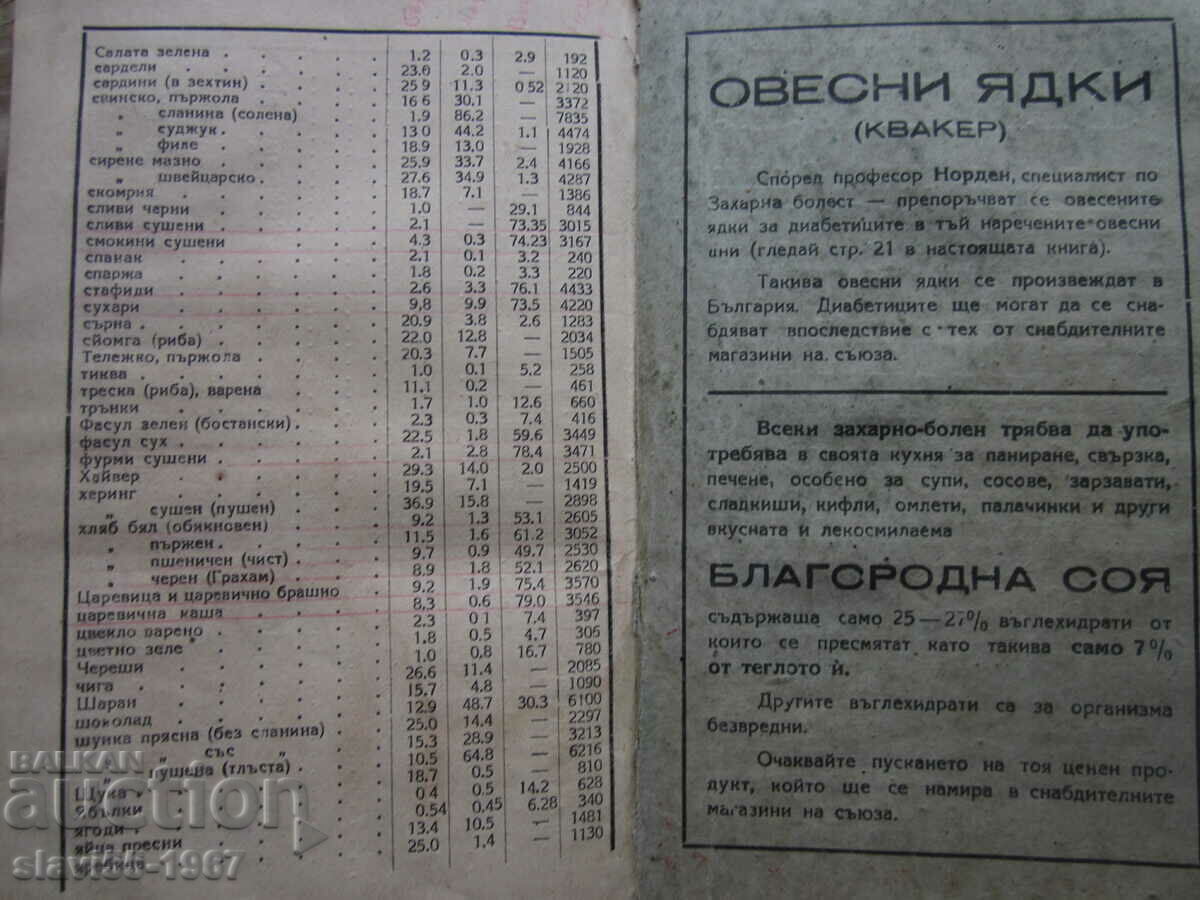 Салата зелена . . . . . 1.2 0.3 2.9 192
сардели . . . . . 23.0 2.0 — 1120
сардини (в зехтин) . . . . 25 9 11.3 0 52 2120
свинско, пържола . . . . 16 6 30.1 — 3372
„ сланина (солена) . . . 1.9 86.2 — 7835
„ суджук . . . . . 13 0 44.2 1.1 4474
„ филе . . . . . 18.9 13.0 — 1928
сирене мазно . . . . . 25.9 33.7 2.4 4166
„ швейцарско . . . . 27.6 34.9 1.3 4287
скомрия . . . . . 18.7 7.1 — 1386
сливи черни . . . . . 1.0 — 29.1 844
сливи сушени . . . . . 2.1 — 73.35 3015
смокини сушени . . . . 4.3 0.3 74.23 3167
спанак . . . . . 2.1 0.1 3.2 240
спаржа . . . . . 1.8 0.2 3.3 220
стафиди . . . . . 2.6 3.3 76.1 4433
сухари . . . . . 9,8 9.9 73.5 4220
сърна . . . . . 20.9 3.8 2.6 1283
сйомга (риба) . . . . . 22.0 12.8 — 2034
Тележко, пържола . . . . 20.3 7.7 — 1505
тиква . . . . . 1.0 0.1 5.2 258
треска (риба), варена . . . 11.1 0.2 — 461
трънки . . . . . 1.7 1.0 12.6 660
Фасул зелен (бостански) . . . 2.3 0.3 7.4 416
фасул сух . . . . . 22.5 1.8 59.6 3449
фурми сушени . . . . . 2.1 2.8 78.4 3471
Хайвер . . . . . 29.3 14.0 2.0 2500
херинг . . . . . 19.5 7.1 — 1419
„ сушен (пушен) . . . 36.9 15.8 — 2898
хляб бял (обикновен) . . . 9.2 1.3 53.1 2605
„ пържен . . . . . 11.5 1.6 61.2 3052
„ пшеничен (чист) . . . 9.7 0.9 49.7 2530
„ черен (Грахам) . . . 8.9 1.8 52.1 2620
Царевица и царевично брашно . . 9.2 1.9 75.4 3570
царевична каша . . . . 8.3 0.6 79.0 3546
цвекло варено . . . . . 2.3 0 1 7.4 397
цветно зеле . . . . . 1.8 0.5 4.7 306
Череши . . . . . 1.0 0,8 16.7 780
чига . . . . . 26.6 11.4 — 2085
Шаран . . . . . 15.7 4.8 — 1090
шоколад . . . . . 12.9 48.7 30.3 6100
шунка прясна (без сланина) . . 25.0 14.4 — 2297
„ „ със „ . . 15.3 28.9 — 3213
„ пушена (тлъста) . . . 10.5 64.8 — 6216
Щука . . . . . 18.7 0.5 — 810
Ябълки . . . . . 0.4 0.5 14.2 628
ягоди . . . . . 0.54 0.45 6.28 340
яйца пресни . . . . . 13.4 10.5 — 1481
яребица . . . . . 25.0 1.4 — 1130
BALKAN
auction
slavi56-1967
ОВЕСНИ ЯДКИ
(КВАКЕР)
Според професор Норден, специалист по
Захарна болест — препоръчват се овесените
ядки за диабетиците в тъй наречените овесни
дни (гледай стр. 21 в настоящата книга).
Такива овесни ядки се произвеждат в
България. Диабетиците ще могат да се снаб-
дяват впоследствие с тех от снабдителните
магазини на съюза.
Всеки захарно-болен трябва да упо-
требява в своята кухня за паниране, свързка,
печене, особено за супи, сосове, зарзавати,
сладкиши, кифли, омлети, палачинки и други
вкусната и лекосмилаема
БЛАГОРОДНА СОЯ
съдържаща само 25—27% въглехидрати от
които се пресмятат като такива само 7%
от теглото ѝ.
Другите въглехидрати са за организма
безвредни.
Очаквайте пускането на тоя ценен про-
дукт, който ще се намира в снабдителните
магазини на съюза.